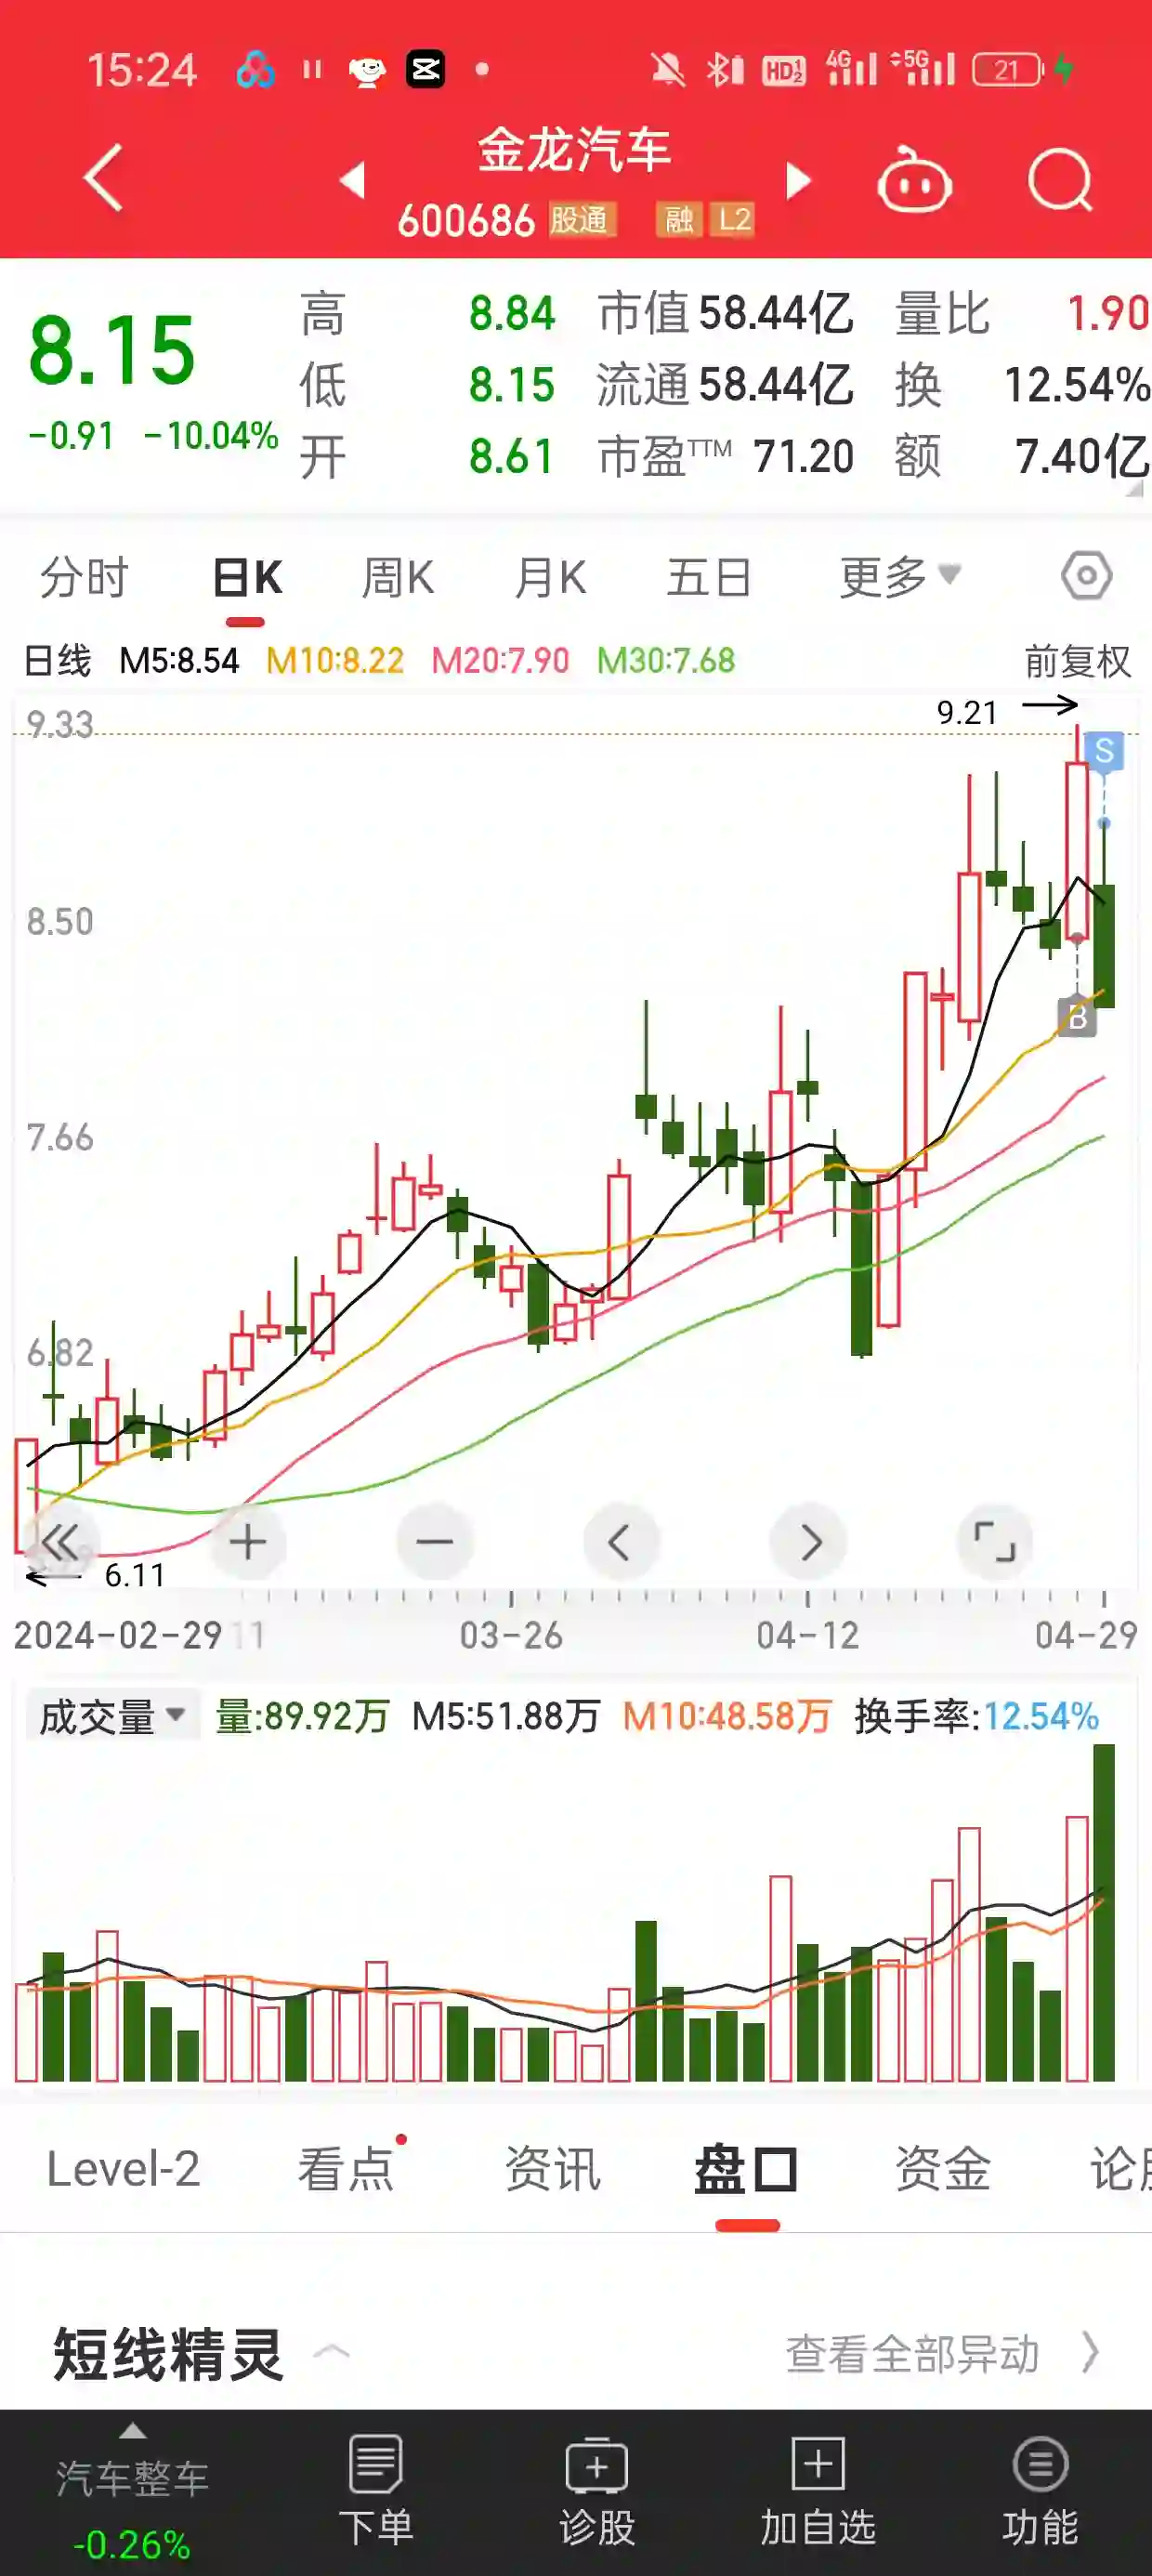 15:24 HD1 2 4G 5G 21
金龙汽车
600686 股通 融 L2
8.15
-0.91 -10.04%
高 8.84 市值 58.44亿 量比 1.90
低 8.15 流通 58.44亿 换 12.54%
开 8.61 市盈TTM 71.20 额 7.40亿
分时 日K 周K 月K 五日 更多
日线 M5:8.54 M10:8.22 M20:7.90 M30:7.68 前复权
9.21
9.33
S
8.50
B
7.66
6.82
6.11
2024-02-29 11 03-26 04-12 04-29
成交量 量:89.92万 M5:51.88万 M10:48.58万 换手率:12.54%
Level-2 看点 资讯 盘口 资金
短线精灵 查看全部异动
汽车整车
-0.26%
下单 诊股 加自选 功能